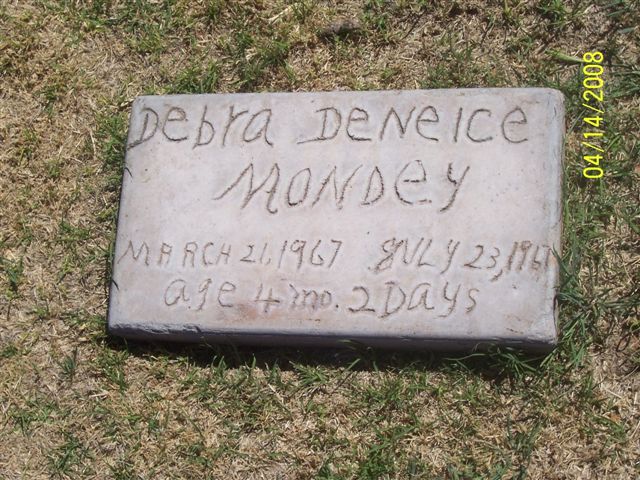 Debra Deneice
Mondey
March 21, 1967 July 23, 1967
age 4 mo. 2 Days
04/14/2008